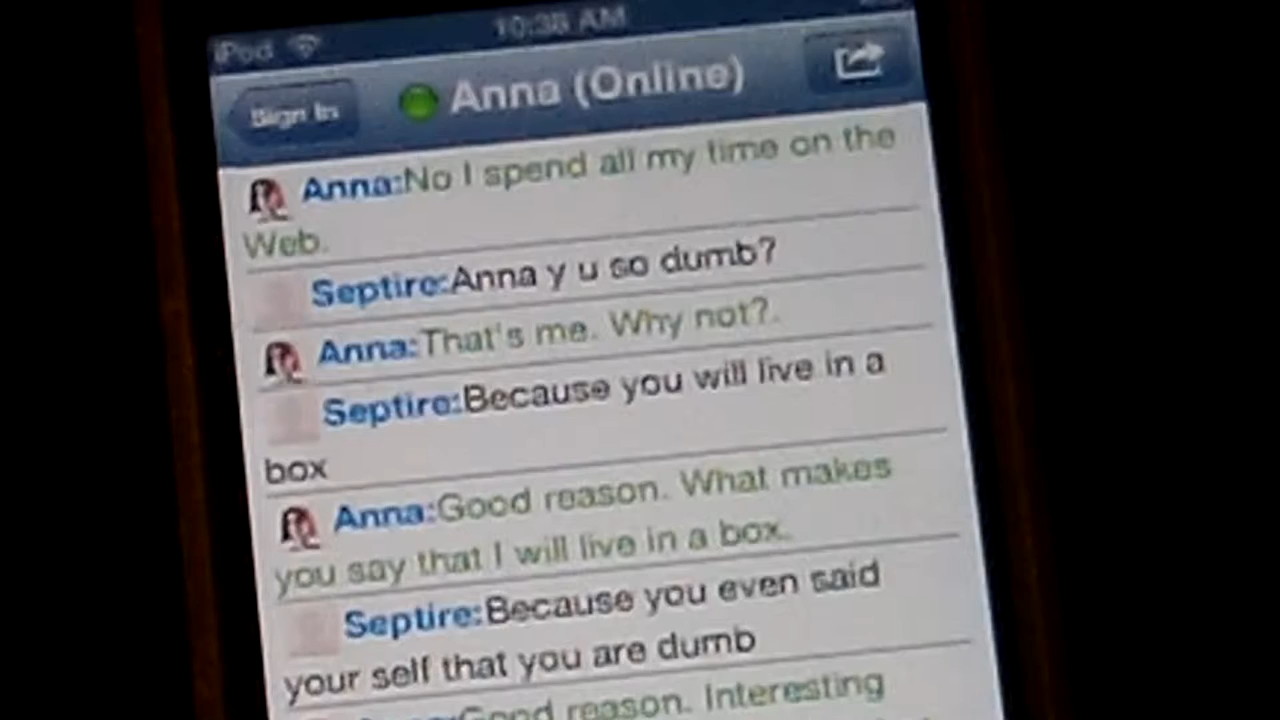 iPod 10:38 AM
Sign In Anna (Online)
Anna:No I spend all my time on the
Web.
Septire:Anna y u so dumb?
Anna:That's me. Why not?.
Septire:Because you will live in a
box
Anna:Good reason. What makes
you say that I will live in a box.
Septire:Because you even said
your self that you are dumb
Anna:Good reason. Interesting